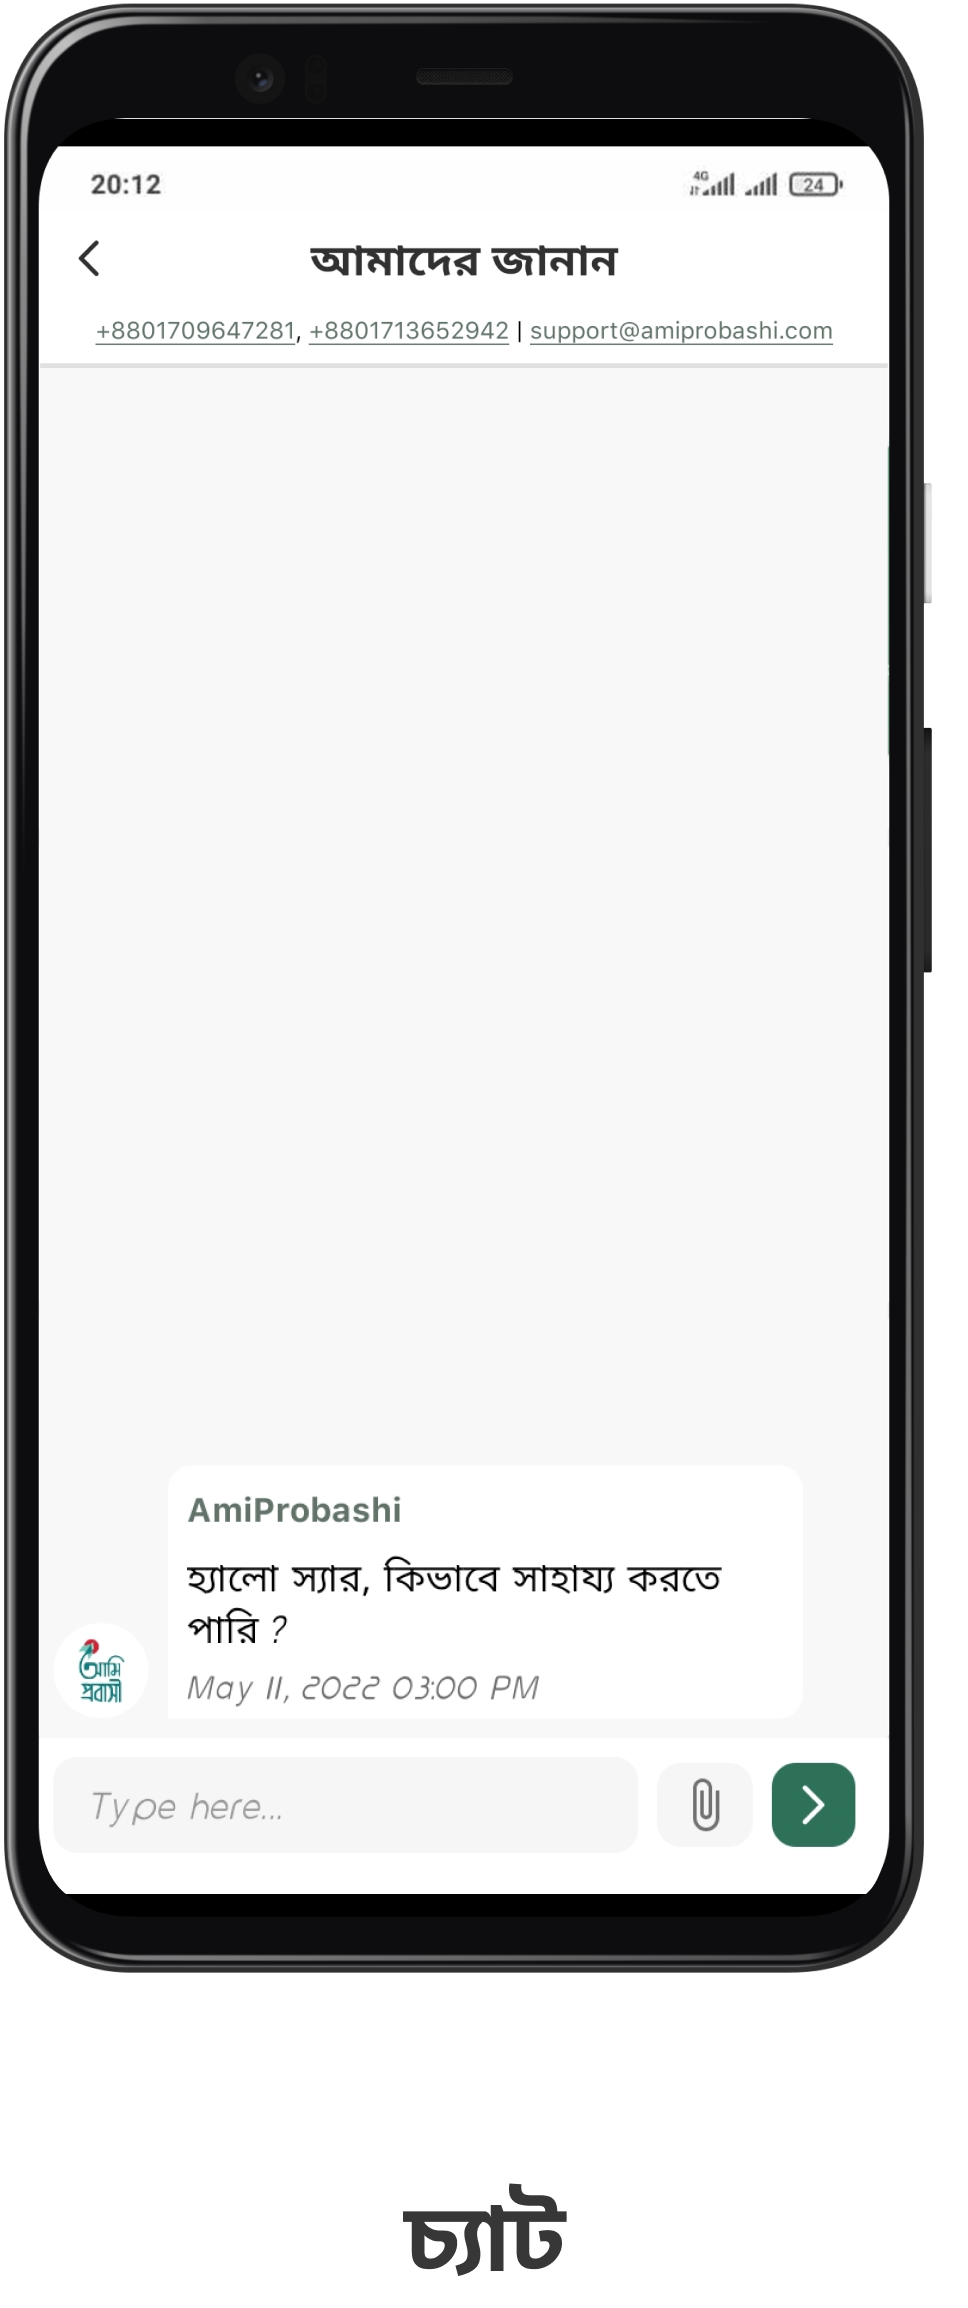 20:12
4G
24
আমাদের জানান
+8801709647281, +8801713652942 | support@amiprobashi.com
AmiProbashi
হ্যালো স্যার, কিভাবে সাহায্য করতে
পারি ?
আমি
প্রবাসী
May 11, 2022 03:00 PM
Type here...
চ্যাট